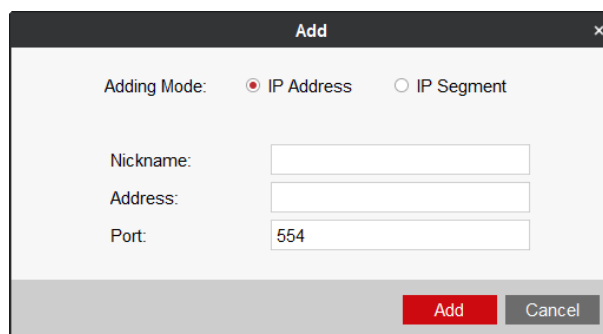 Add ×
Adding Mode: IP Address IP Segment
Nickname:
Address:
Port: 554
Add Cancel